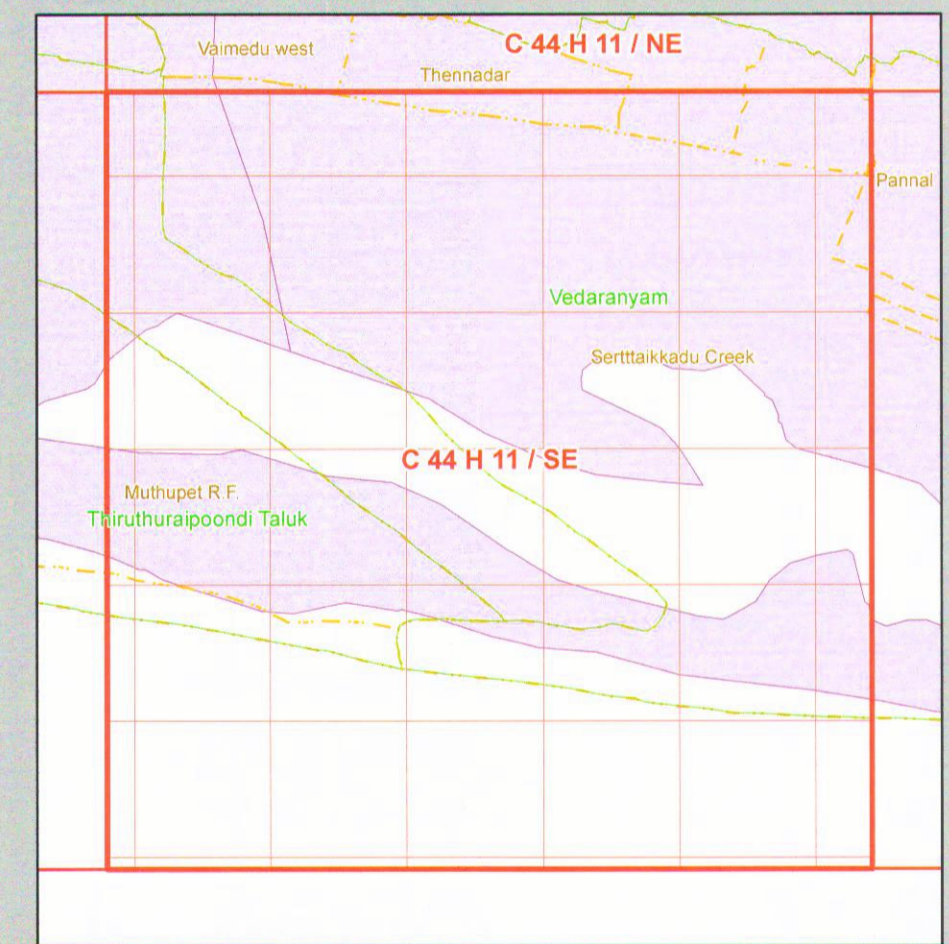 C 44 H 11 / NE
Vaimedu west
Thennadar
Pannal
Vedaranyam
Sertttaikkadu Creek
C 44 H 11 / SE
Muthupet R.F.
Thiruthuraipoondi Taluk